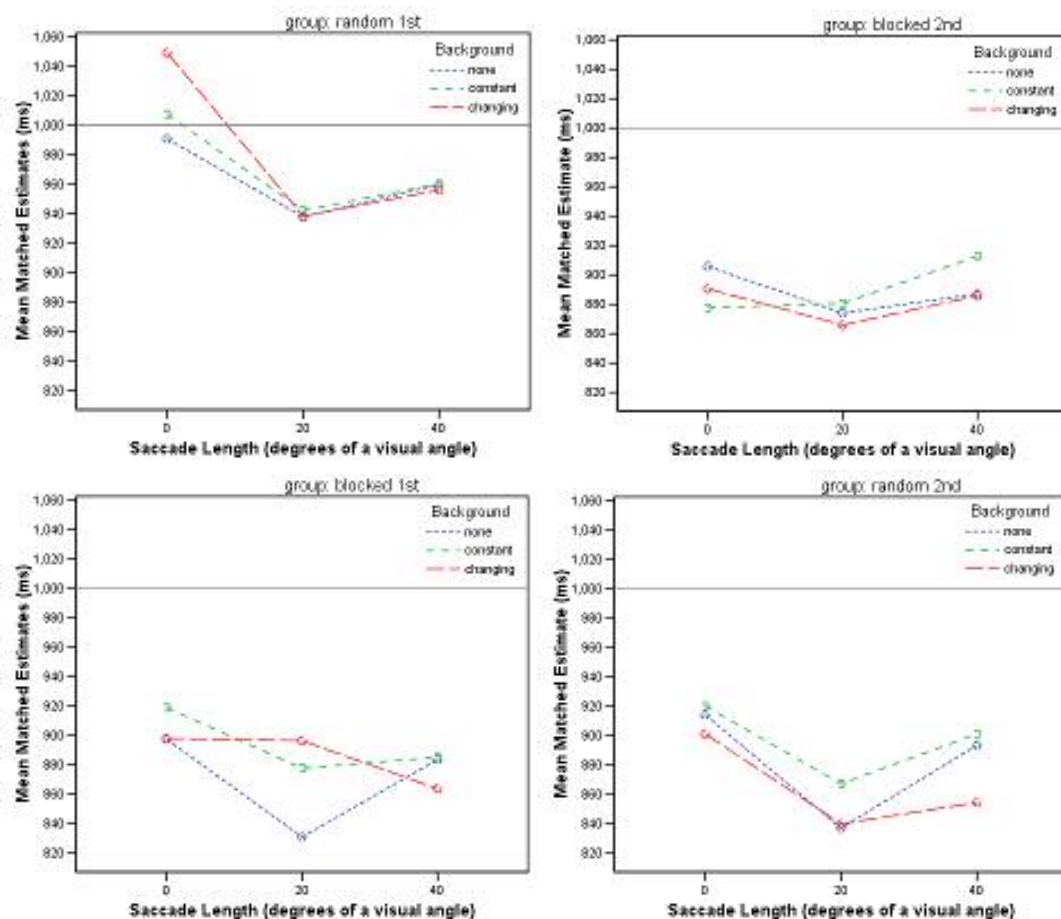 group: random 1st
1,060
1,040
1,020
1,000
980
960
940
920
900
880
860
840
820
Mean Matched Estimates (ms)
Background
none
constant
changing
0
20
40
Saccade Length (degrees of a visual angle)
group: blocked 2nd
1,060
1,040
1,020
1,000
980
960
940
920
900
880
860
840
820
Mean Matched Estimate (ms)
Background
none
constant
changing
0
20
40
Saccade Length (degrees of a visual angle)
group: blocked 1st
1,060
1,040
1,020
1,000
980
960
940
920
900
880
860
840
820
Mean Matched Estimates (ms)
Background
none
constant
changing
0
20
40
Saccade Length (degrees of a visual angle)
group: random 2nd
1,060
1,040
1,020
1,000
980
960
940
920
900
880
860
840
820
Mean Matched Estimate (ms)
Background
none
constant
changing
0
20
40
Saccade Length (degrees of a visual angle)